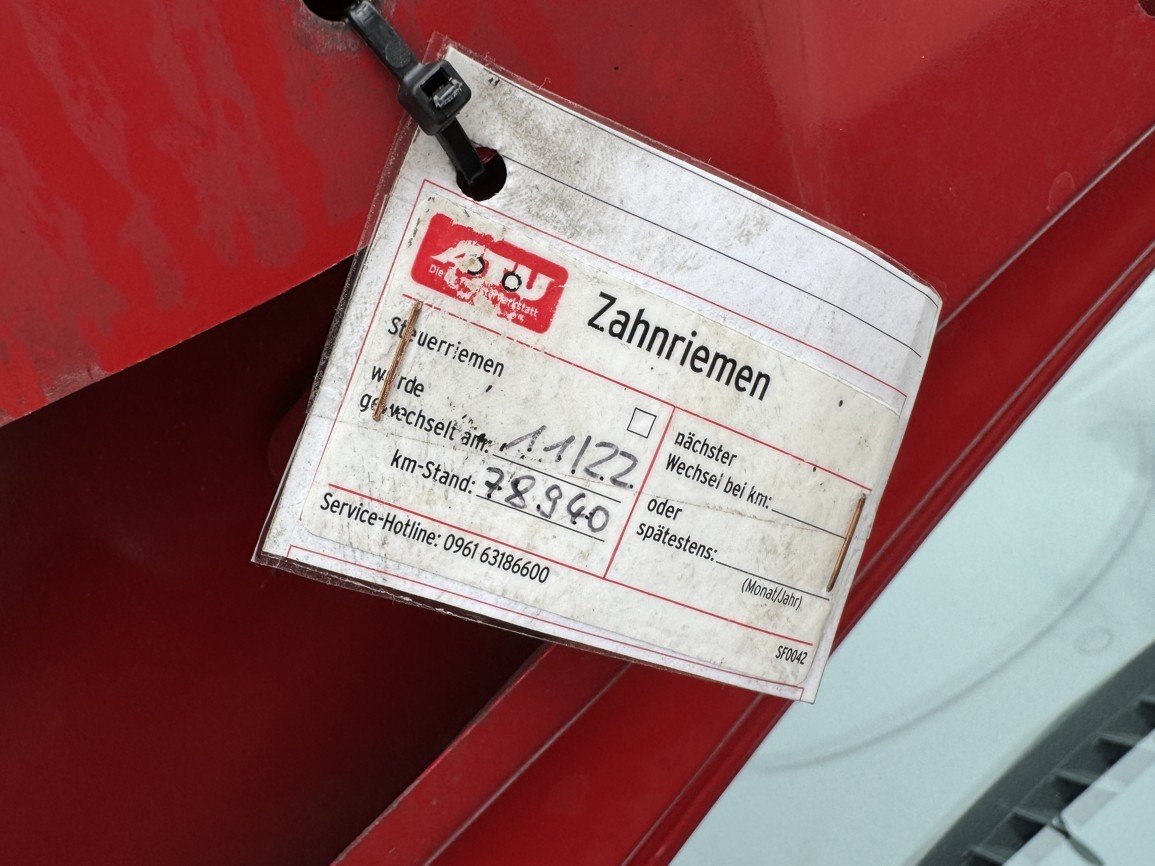 ATU
Zahnriemen
Steuerriemen
wurde
gewechselt am: 11/22
km-Stand: 78940
nächster
Wechsel bei km:
oder
spätestens:
(Monat/Jahr)
Service-Hotline: 0961 63186600
SF0042